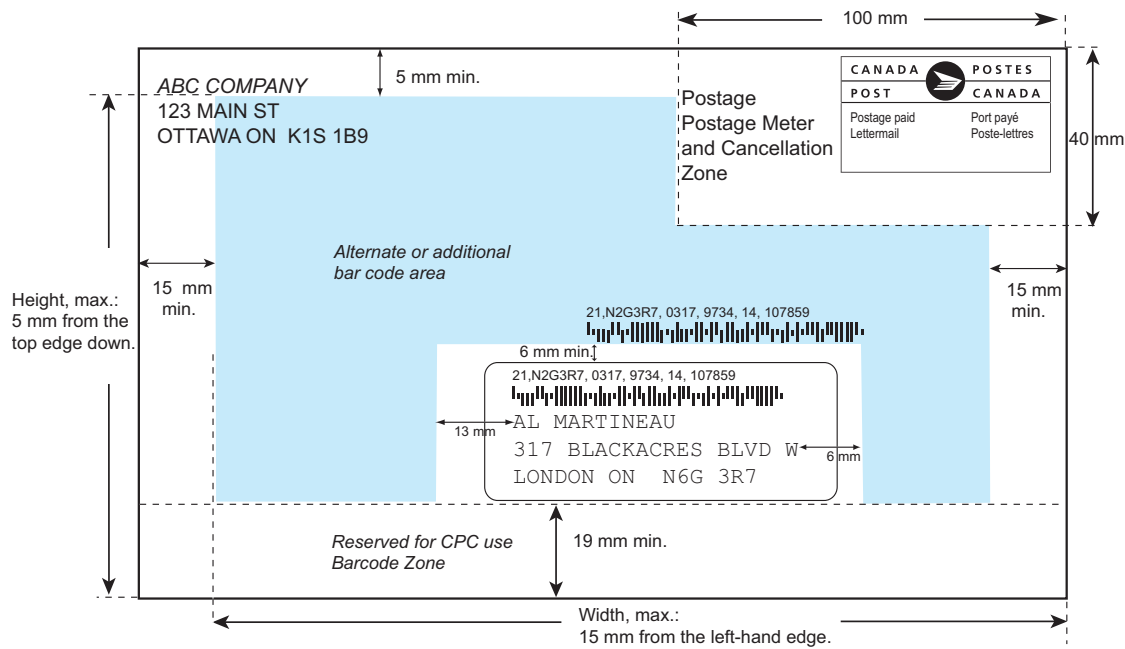 100 mm
ABC COMPANY
123 MAIN ST
OTTAWA ON  K1S 1B9
5 mm min.
Postage
Postage Meter
and Cancellation
Zone
CANADA POSTES
POST CANADA
Postage paid Port payé
Lettermail Poste-lettres
40 mm
Alternate or additional
bar code area
15 mm
min.
15 mm
min.
Height, max.:
5 mm from the
top edge down.
21,N2G3R7, 0317, 9734, 14, 107859
6 mm min.
21,N2G3R7, 0317, 9734, 14, 107859
AL MARTINEAU
13 mm
317 BLACKACRES BLVD W
6 mm
LONDON ON  N6G 3R7
Reserved for CPC use
Barcode Zone
19 mm min.
Width, max.:
15 mm from the left-hand edge.